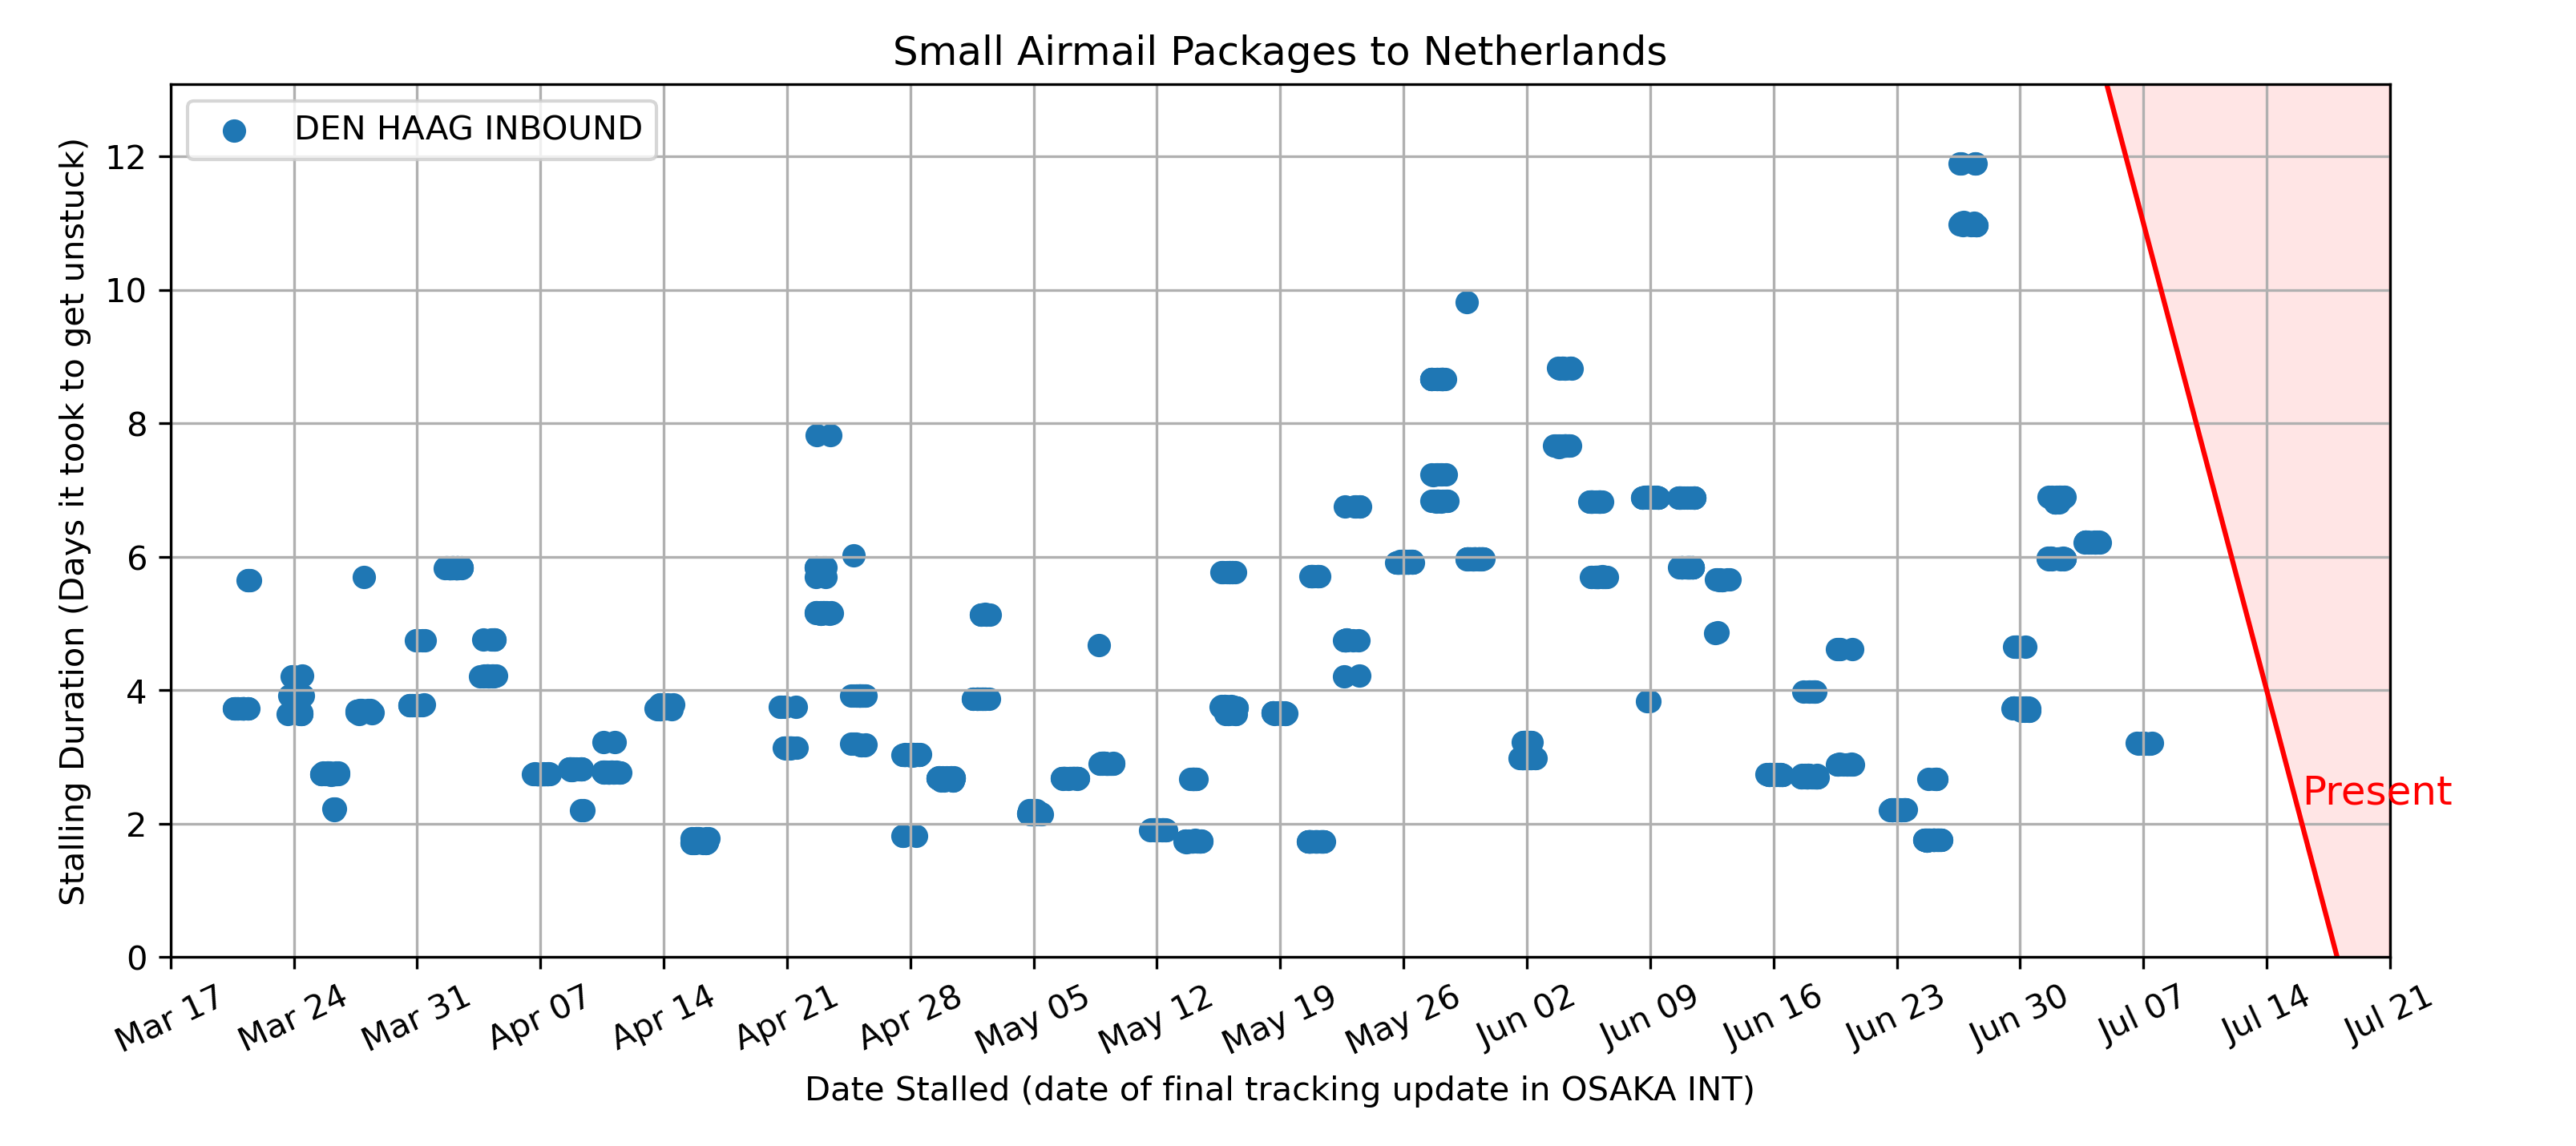 Small Airmail Packages to Netherlands
DEN HAAG INBOUND
Stalling Duration (Days it took to get unstuck)
12
10
8
6
4
2
0
Present
Mar 17
Mar 24
Mar 31
Apr 07
Apr 14
Apr 21
Apr 28
May 05
May 12
May 19
May 26
Jun 02
Jun 09
Jun 16
Jun 23
Jun 30
Jul 07
Jul 14
Jul 21
Date Stalled (date of final tracking update in OSAKA INT)